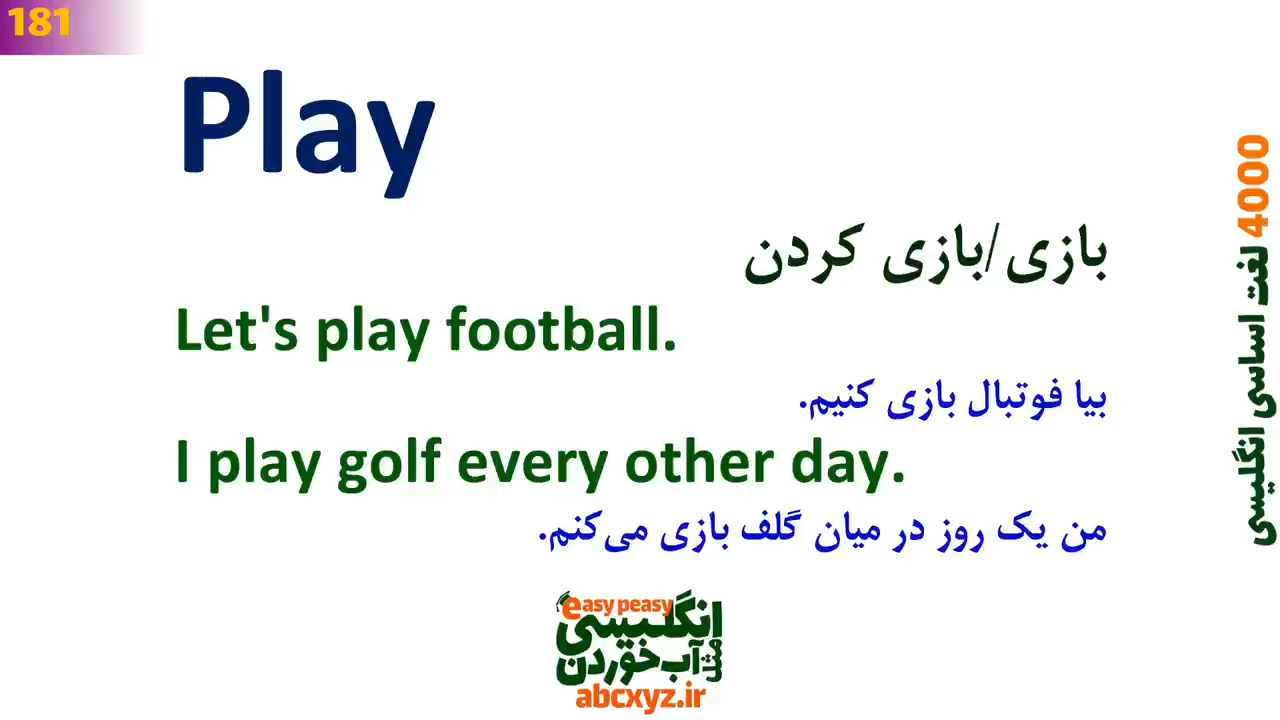 181
Play
بازی/بازی کردن
Let's play football.
بیا فوتبال بازی کنیم.
I play golf every other day.
من یک روز در میان گلف بازی می‌کنم.
4000 لغت اساسی انگلیسی
easy peasy
انگلیسی
مثل آب خوردن
abcxyz.ir